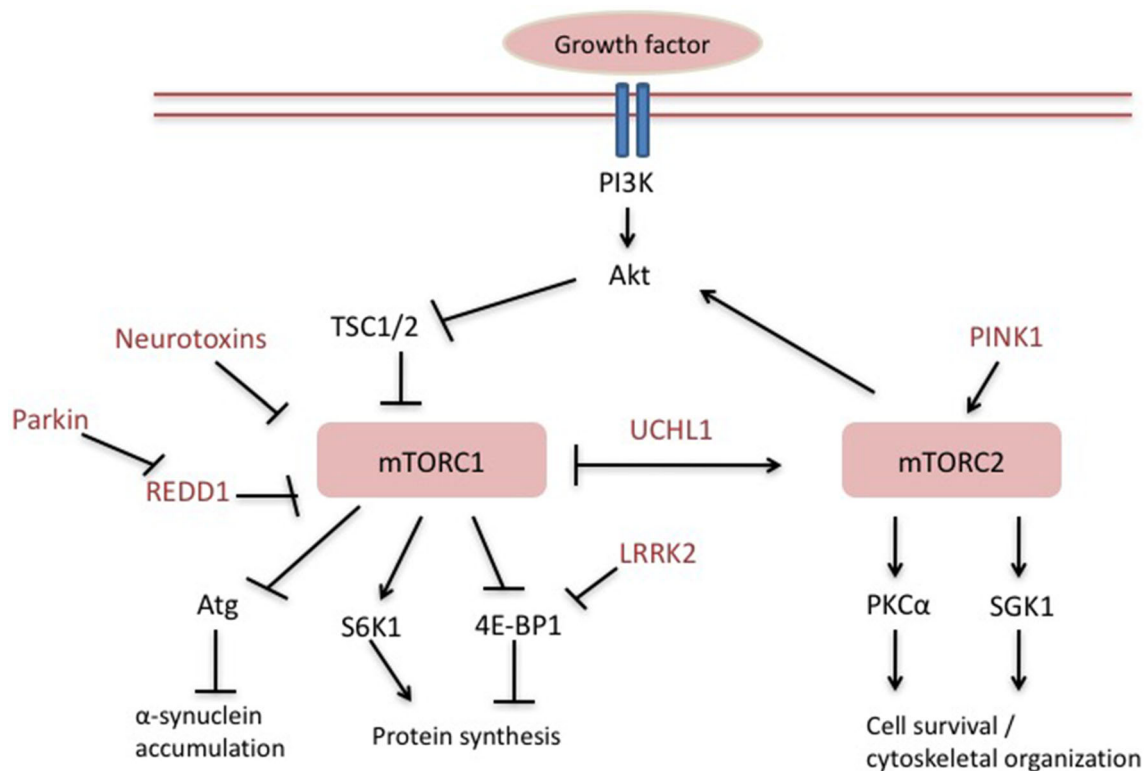 Growth factor
PI3K
Akt
TSC1/2
Neurotoxins
PINK1
Parkin
UCHL1
mTORC1
mTORC2
REDD1
LRRK2
Atg
S6K1
4E-BP1
PKCα
SGK1
α-synuclein
accumulation
Protein synthesis
Cell survival /
cytoskeletal organization